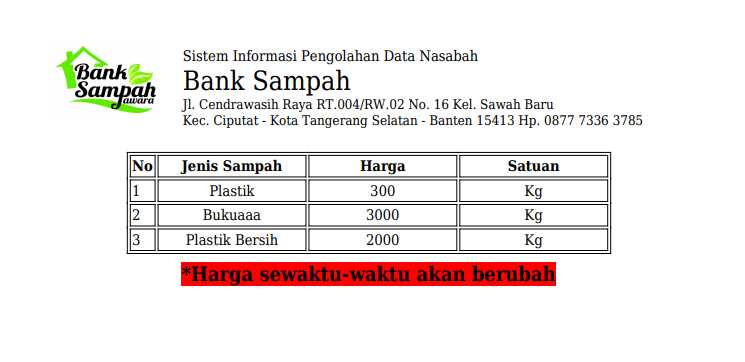 Bank
Sampah
Jawara
Sistem Informasi Pengolahan Data Nasabah
Bank Sampah
Jl. Cendrawasih Raya RT.004/RW.02 No. 16 Kel. Sawah Baru
Kec. Ciputat - Kota Tangerang Selatan - Banten 15413 Hp. 0877 7336 3785
No Jenis Sampah Harga Satuan
1 Plastik 300 Kg
2 Bukuaaa 3000 Kg
3 Plastik Bersih 2000 Kg
*Harga sewaktu-waktu akan berubah